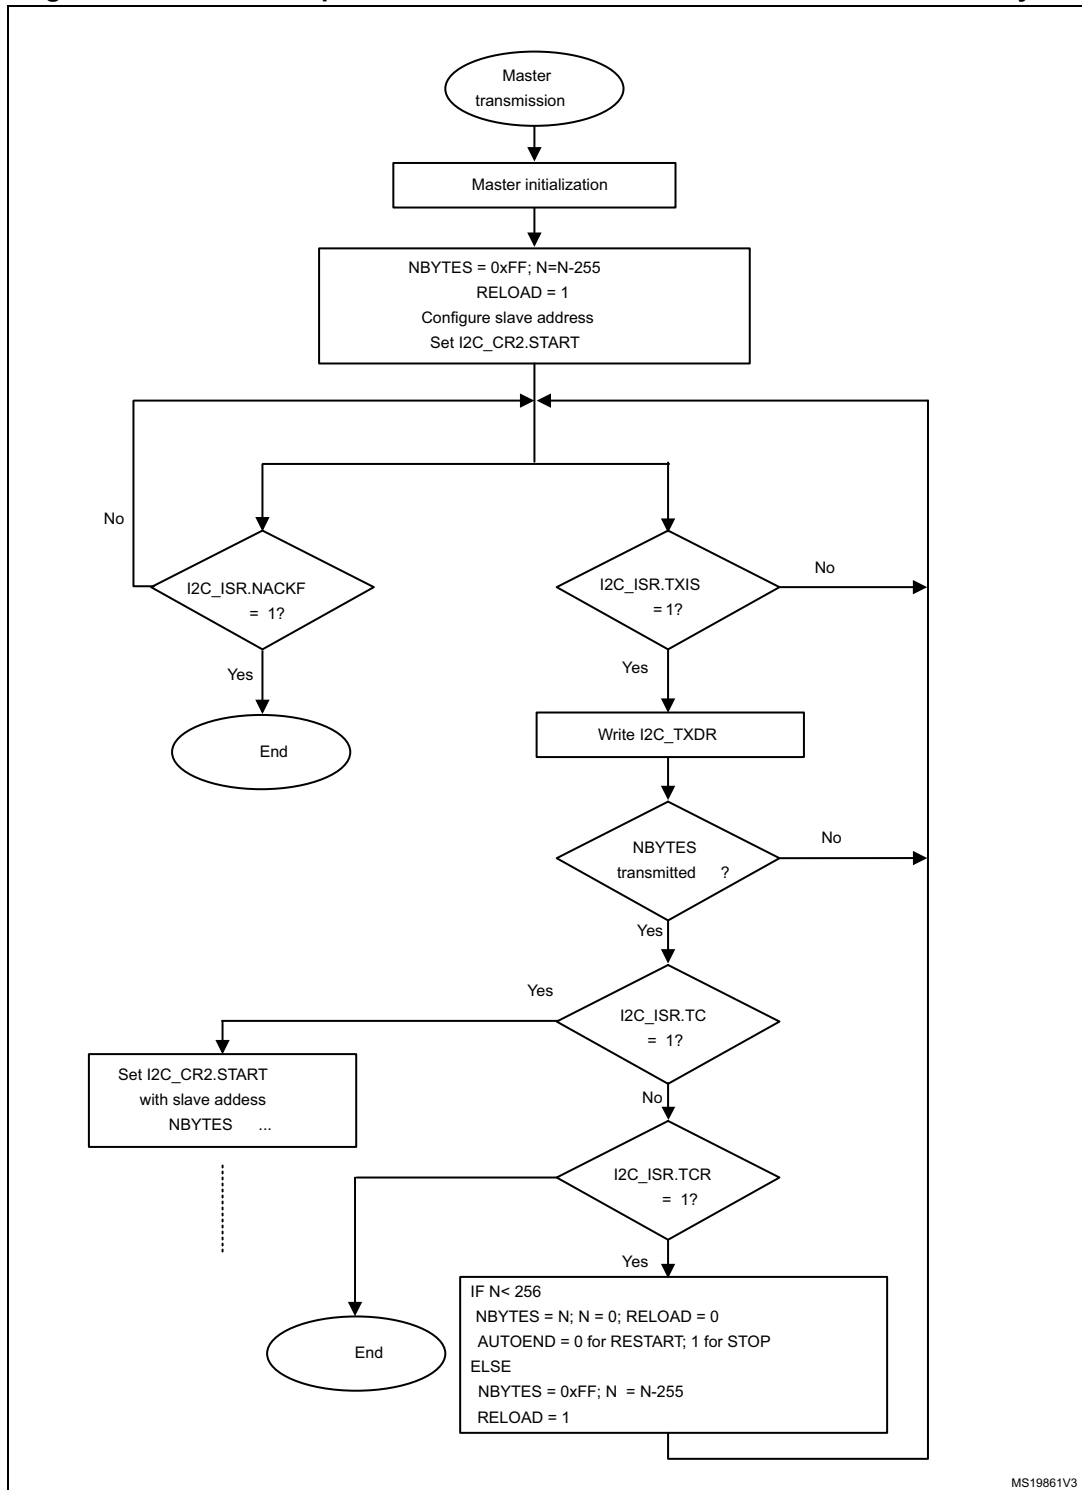 Master
transmission
Master initialization
NBYTES = 0xFF; N=N-255
RELOAD = 1
Configure slave address
Set I2C_CR2.START
No
I2C_ISR.NACKF
= 1?
Yes
End
I2C_ISR.TXIS
=1?
No
Yes
Write I2C_TXDR
NBYTES
transmitted ?
No
Yes
I2C_ISR.TC
= 1?
Yes
Set I2C_CR2.START
with slave addess
NBYTES ...
No
I2C_ISR.TCR
= 1?
Yes
End
IF N< 256
NBYTES = N; N = 0; RELOAD = 0
AUTOEND = 0 for RESTART; 1 for STOP
ELSE
NBYTES = 0xFF; N = N-255
RELOAD = 1
MS19861V3